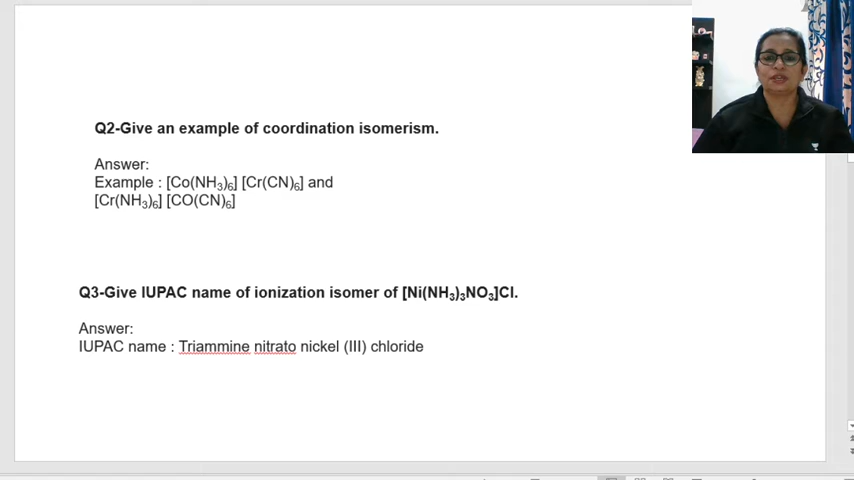 Q2-Give an example of coordination isomerism.
Answer:
Example : [Co(NH₃)₆] [Cr(CN)₆] and
[Cr(NH₃)₆] [CO(CN)₆]
Q3-Give IUPAC name of ionization isomer of [Ni(NH₃)₃NO₃]Cl.
Answer:
IUPAC name : Triammine nitrato nickel (III) chloride